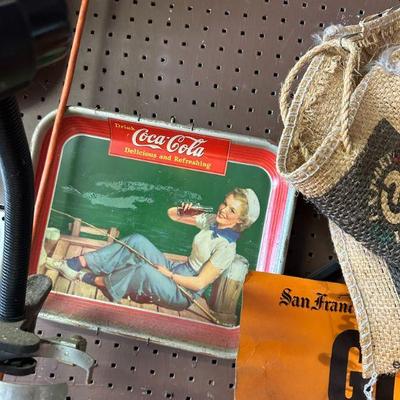 Drink
Coca-Cola
Delicious and Refreshing
San Franc
G